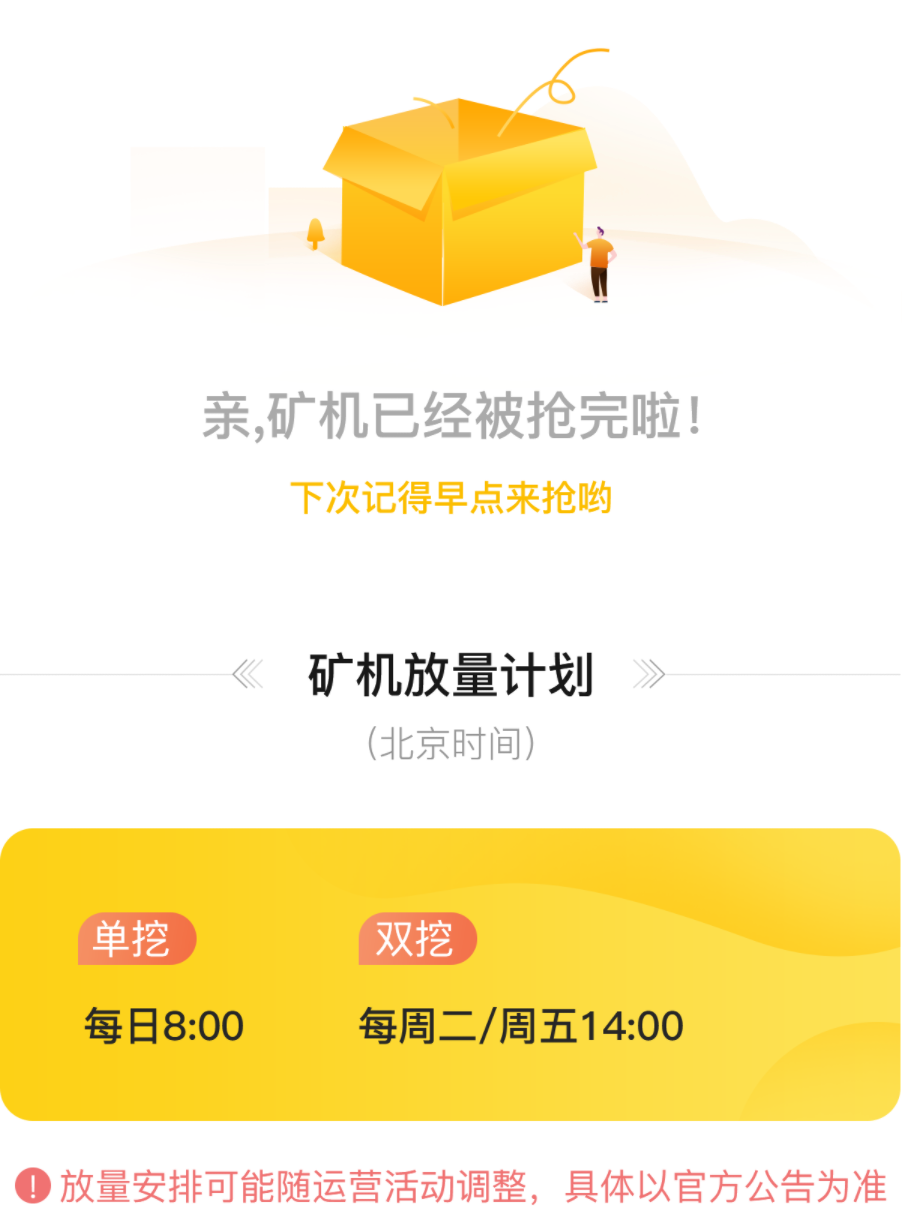 亲,矿机已经被抢完啦!
下次记得早点来抢哟
矿机放量计划
(北京时间)
单挖 双挖
每日8:00 每周二/周五14:00
! 放量安排可能随运营活动调整，具体以官方公告为准